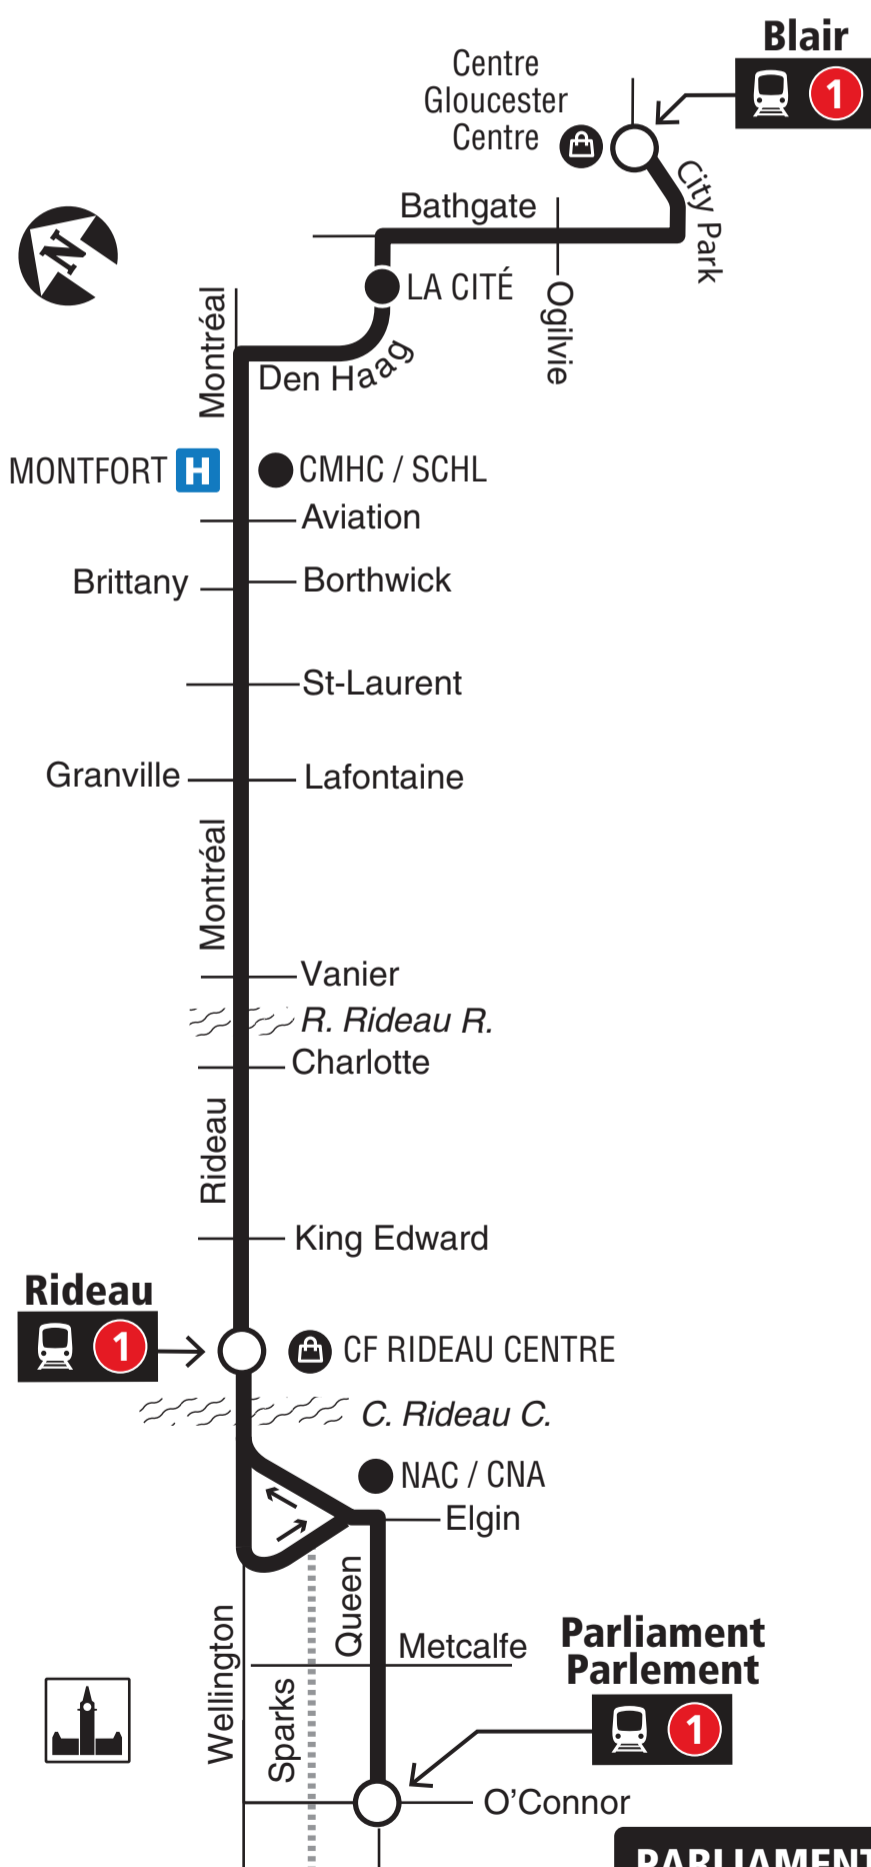 Blair
1
Centre
Gloucester
Centre
City Park
Bathgate
N
LA CITÉ
Ogilvie
Montréal
Den Haag
MONTFORT H
CMHC / SCHL
Aviation
Brittany
Borthwick
St-Laurent
Granville
Lafontaine
Montréal
Vanier
R. Rideau R.
Charlotte
Rideau
King Edward
Rideau
1
CF RIDEAU CENTRE
C. Rideau C.
NAC / CNA
Elgin
Queen
Wellington
Metcalfe
Sparks
Parliament
Parlement
1
O'Connor
PARLIAMENT